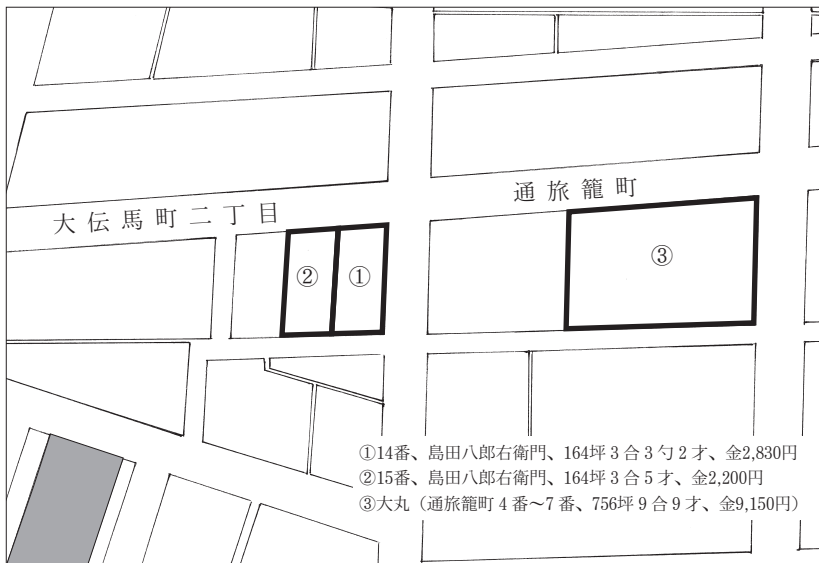 通旅籠町
大伝馬町二丁目
②
①
③
①14番、島田八郎右衛門、164坪3合3勺2才、金2,830円
②15番、島田八郎右衛門、164坪3合5才、金2,200円
③大丸（通旅籠町4番〜7番、756坪9合9才、金9,150円）